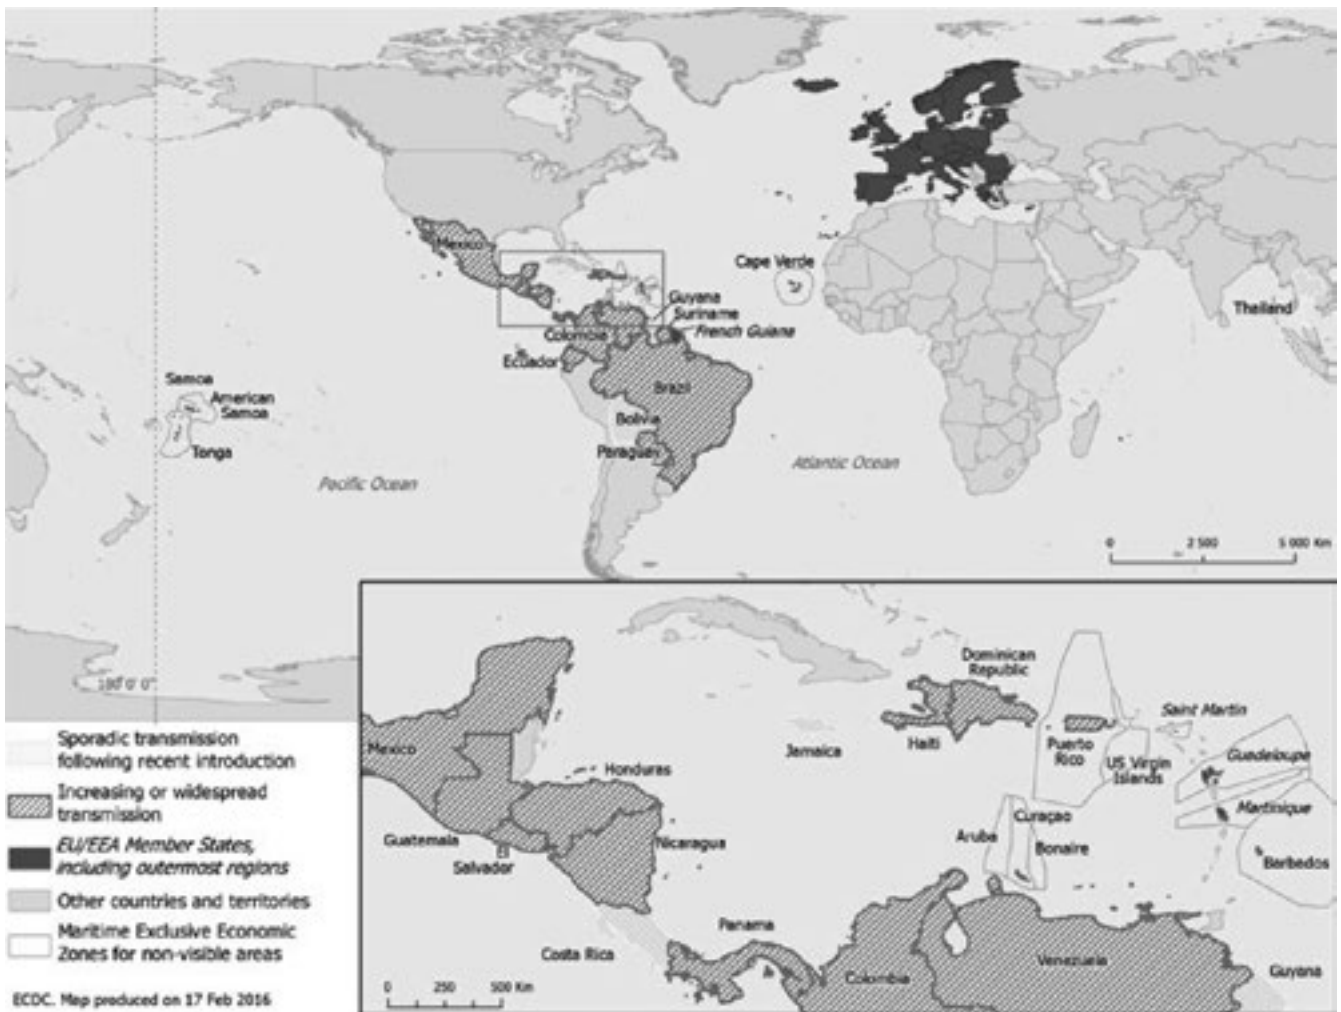 Mexico
Cape Verde
Guyana
Suriname
French Guiana
Thailand
Colombia
Ecuador
Brazil
Samoa
American
Samoa
Bolivia
Paraguay
Tonga
Pacific Ocean
Atlantic Ocean
0 2 500 5 000 Km
180°0'0"
Sporadic transmission
following recent introduction
Increasing or widespread
transmission
EU/EEA Member States,
including outermost regions
Other countries and territories
Maritime Exclusive Economic
Zones for non-visible areas
ECDC. Map produced on 17 Feb 2016
Dominican
Republic
Saint Martin
Mexico
Jamaica
Haiti
Puerto
Rico
US Virgin
Islands
Guadeloupe
Honduras
Martinique
Curaçao
Guatemala
Nicaragua
Aruba
Bonaire
El
Salvador
Barbados
Panama
Costa Rica
Venezuela
Colombia
Guyana
0 250 500 Km